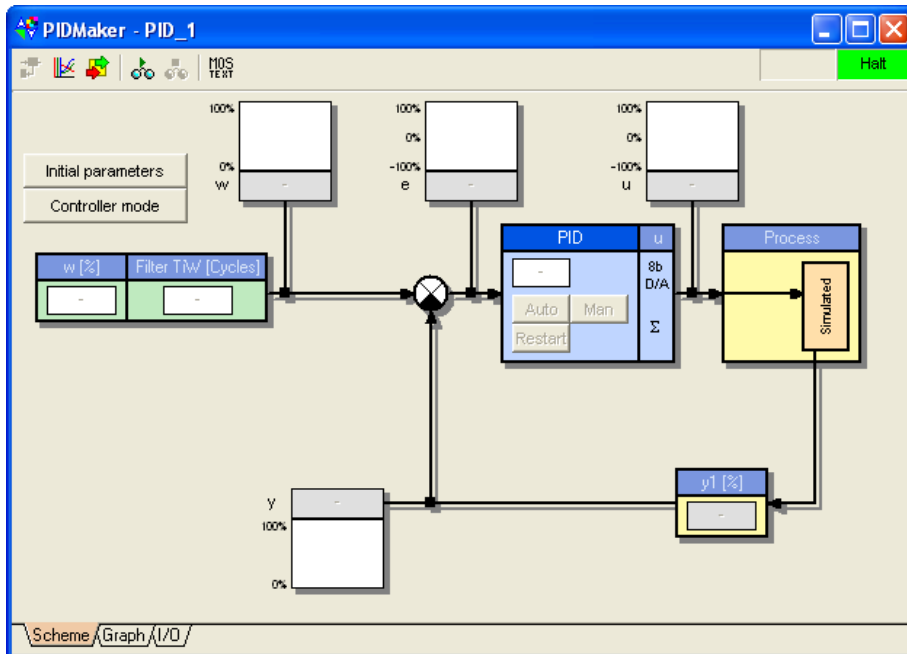 PIDMaker - PID_1
MOS
TEXT
Halt
100%
0%
w
-
100%
0%
-100%
e
-
100%
0%
-100%
u
-
Initial parameters
Controller mode
w [%]
Filter TiW [Cycles]
-
-
PID
u
-
Auto
Man
Restart
8b
D/A
Σ
Process
Simulated
y
-
100%
0%
y1 [%]
-
Scheme
Graph
I/O